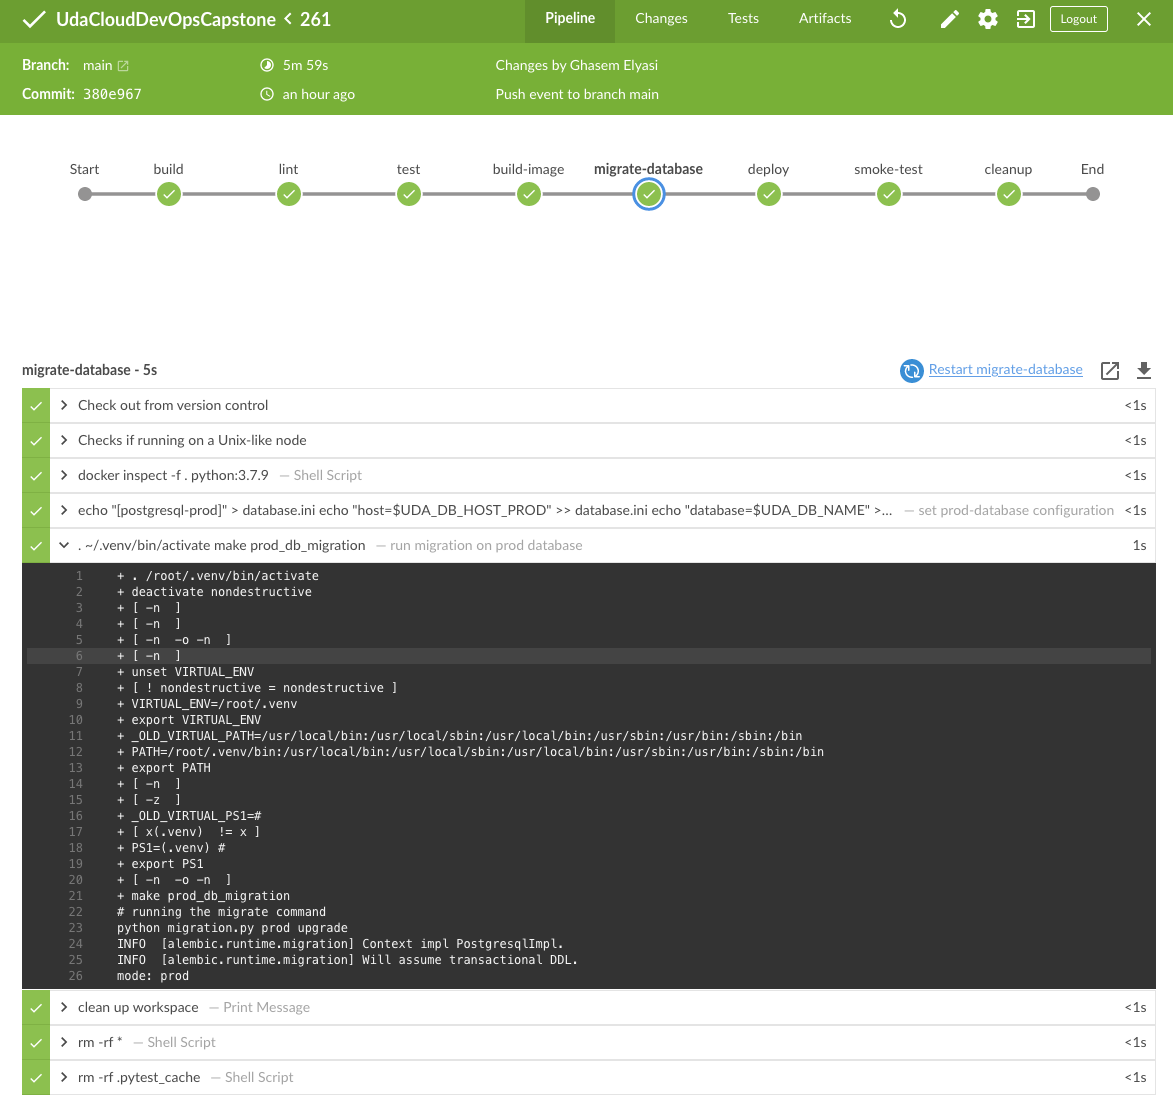 UdaCloudDevOpsCapstone < 261
Pipeline Changes Tests Artifacts Logout
Branch: main 5m 59s Changes by Ghasem Elyasi
Commit: 380e967 an hour ago Push event to branch main
Start build lint test build-image migrate-database deploy smoke-test cleanup End
migrate-database - 5s Restart migrate-database
Check out from version control <1s
Checks if running on a Unix-like node <1s
docker inspect -f . python:3.7.9 — Shell Script <1s
echo "[postgresql-prod]" > database.ini echo "host=$UDA_DB_HOST_PROD" >> database.ini echo "database=$UDA_DB_NAME" >... — set prod-database configuration <1s
. ~/.venv/bin/activate make prod_db_migration — run migration on prod database 1s
1 + . /root/.venv/bin/activate
2 + deactivate nondestructive
3 + [ -n  ]
4 + [ -n  ]
5 + [ -n  -o -n  ]
6 + [ -n  ]
7 + unset VIRTUAL_ENV
8 + [ ! nondestructive = nondestructive ]
9 + VIRTUAL_ENV=/root/.venv
10 + export VIRTUAL_ENV
11 + _OLD_VIRTUAL_PATH=/usr/local/bin:/usr/local/sbin:/usr/local/bin:/usr/sbin:/usr/bin:/sbin:/bin
12 + PATH=/root/.venv/bin:/usr/local/bin:/usr/local/sbin:/usr/local/bin:/usr/sbin:/usr/bin:/sbin:/bin
13 + export PATH
14 + [ -n  ]
15 + [ -z  ]
16 + _OLD_VIRTUAL_PS1=#
17 + [ x(.venv)  != x ]
18 + PS1=(.venv) #
19 + export PS1
20 + [ -n  -o -n  ]
21 + make prod_db_migration
22 # running the migrate command
23 python migration.py prod upgrade
24 INFO  [alembic.runtime.migration] Context impl PostgresqlImpl.
25 INFO  [alembic.runtime.migration] Will assume transactional DDL.
26 mode: prod
clean up workspace — Print Message <1s
rm -rf * — Shell Script <1s
rm -rf .pytest_cache — Shell Script <1s